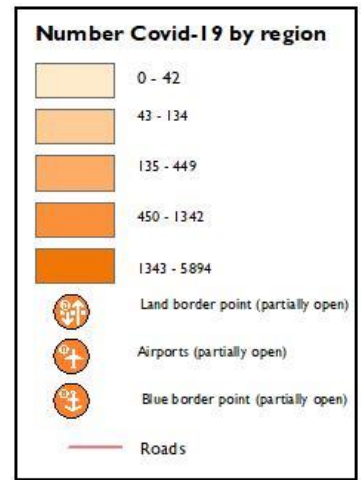 Number Covid-19 by region
0 - 42
43 - 134
135 - 449
450 - 1342
1343 - 5894
Land border point (partially open)
Airports (partially open)
Blue border point (partially open)
Roads